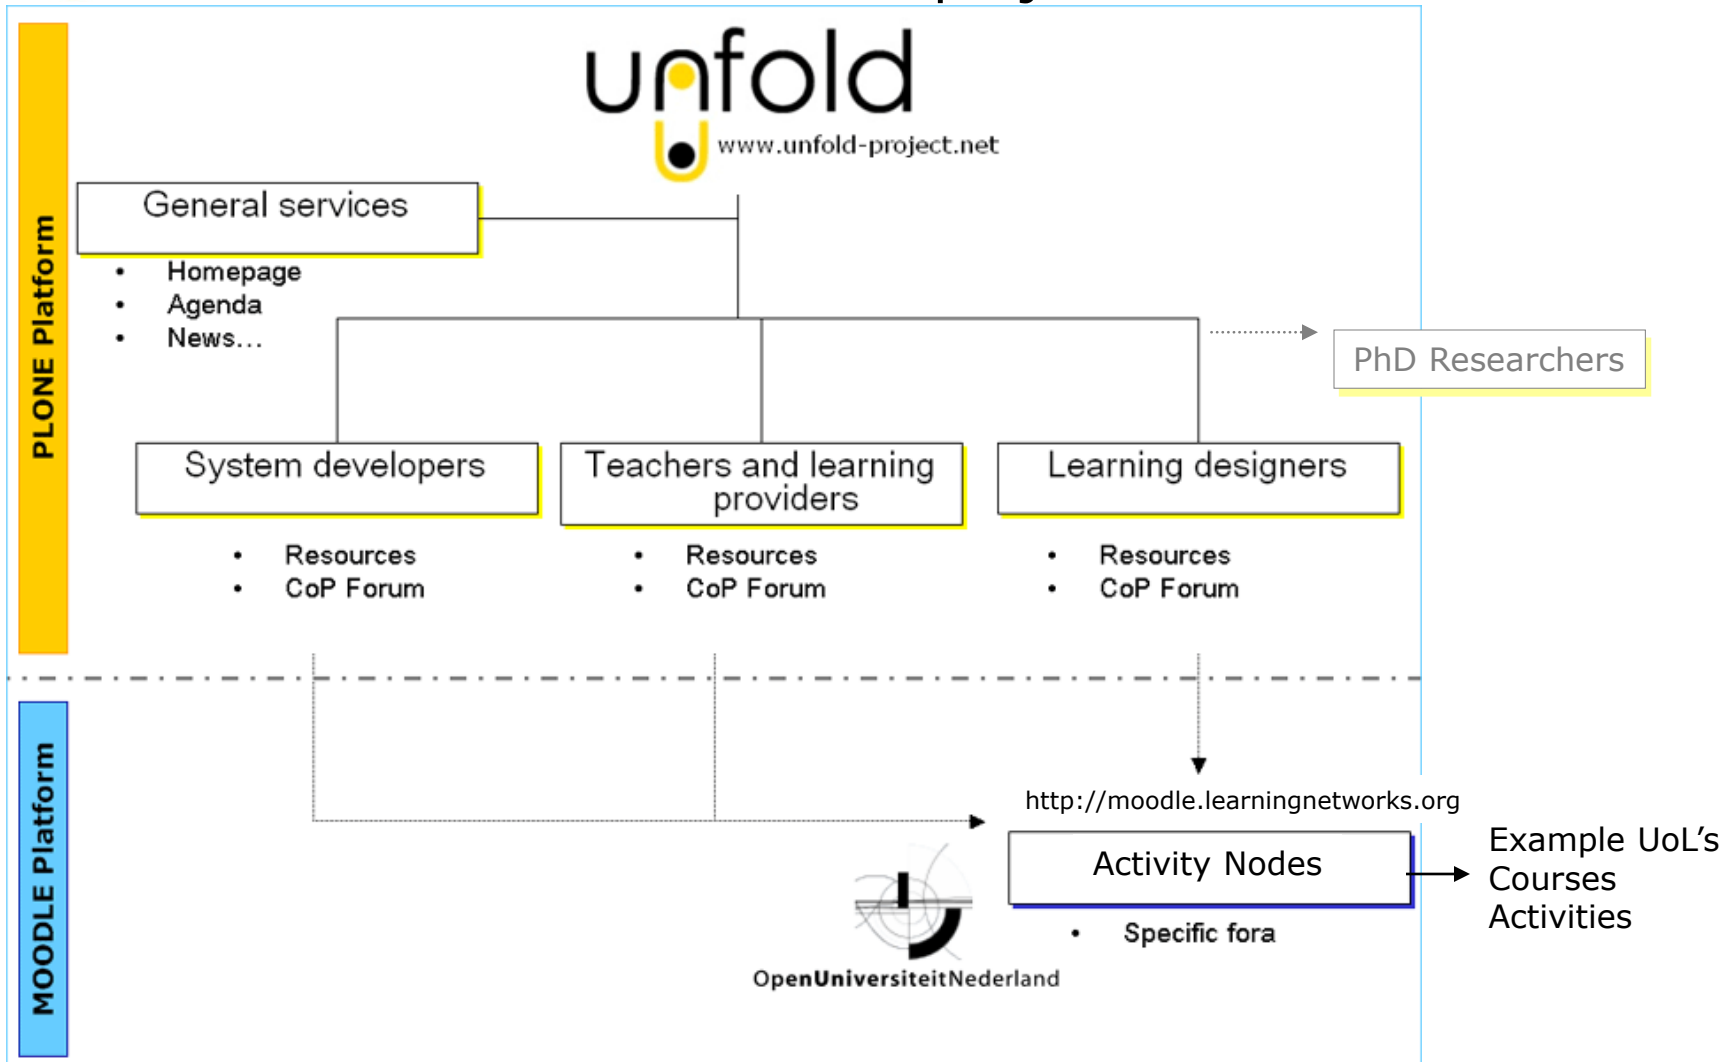 unfold
www.unfold-project.net
PLONE Platform
General services
• Homepage
• Agenda
• News...
PhD Researchers
System developers
• Resources
• CoP Forum
Teachers and learning
providers
• Resources
• CoP Forum
Learning designers
• Resources
• CoP Forum
MOODLE Platform
http://moodle.learningnetworks.org
Activity Nodes
• Specific fora
Example UoL's
Courses
Activities
OpenUniversiteitNederland